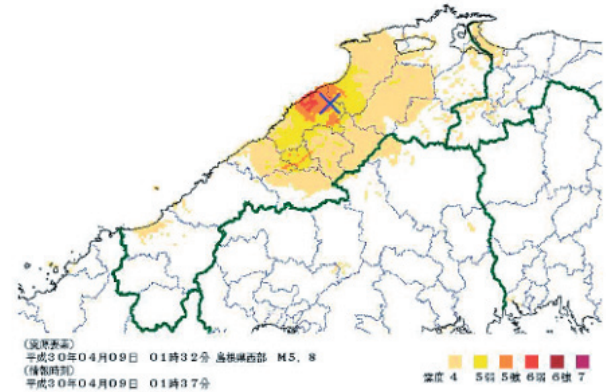 (震源要素)
平成30年04月09日 01時32分 島根県西部 M5.8
(情報時刻)
平成30年04月09日 01時37分
震度 4 5弱 5強 6弱 6強 7